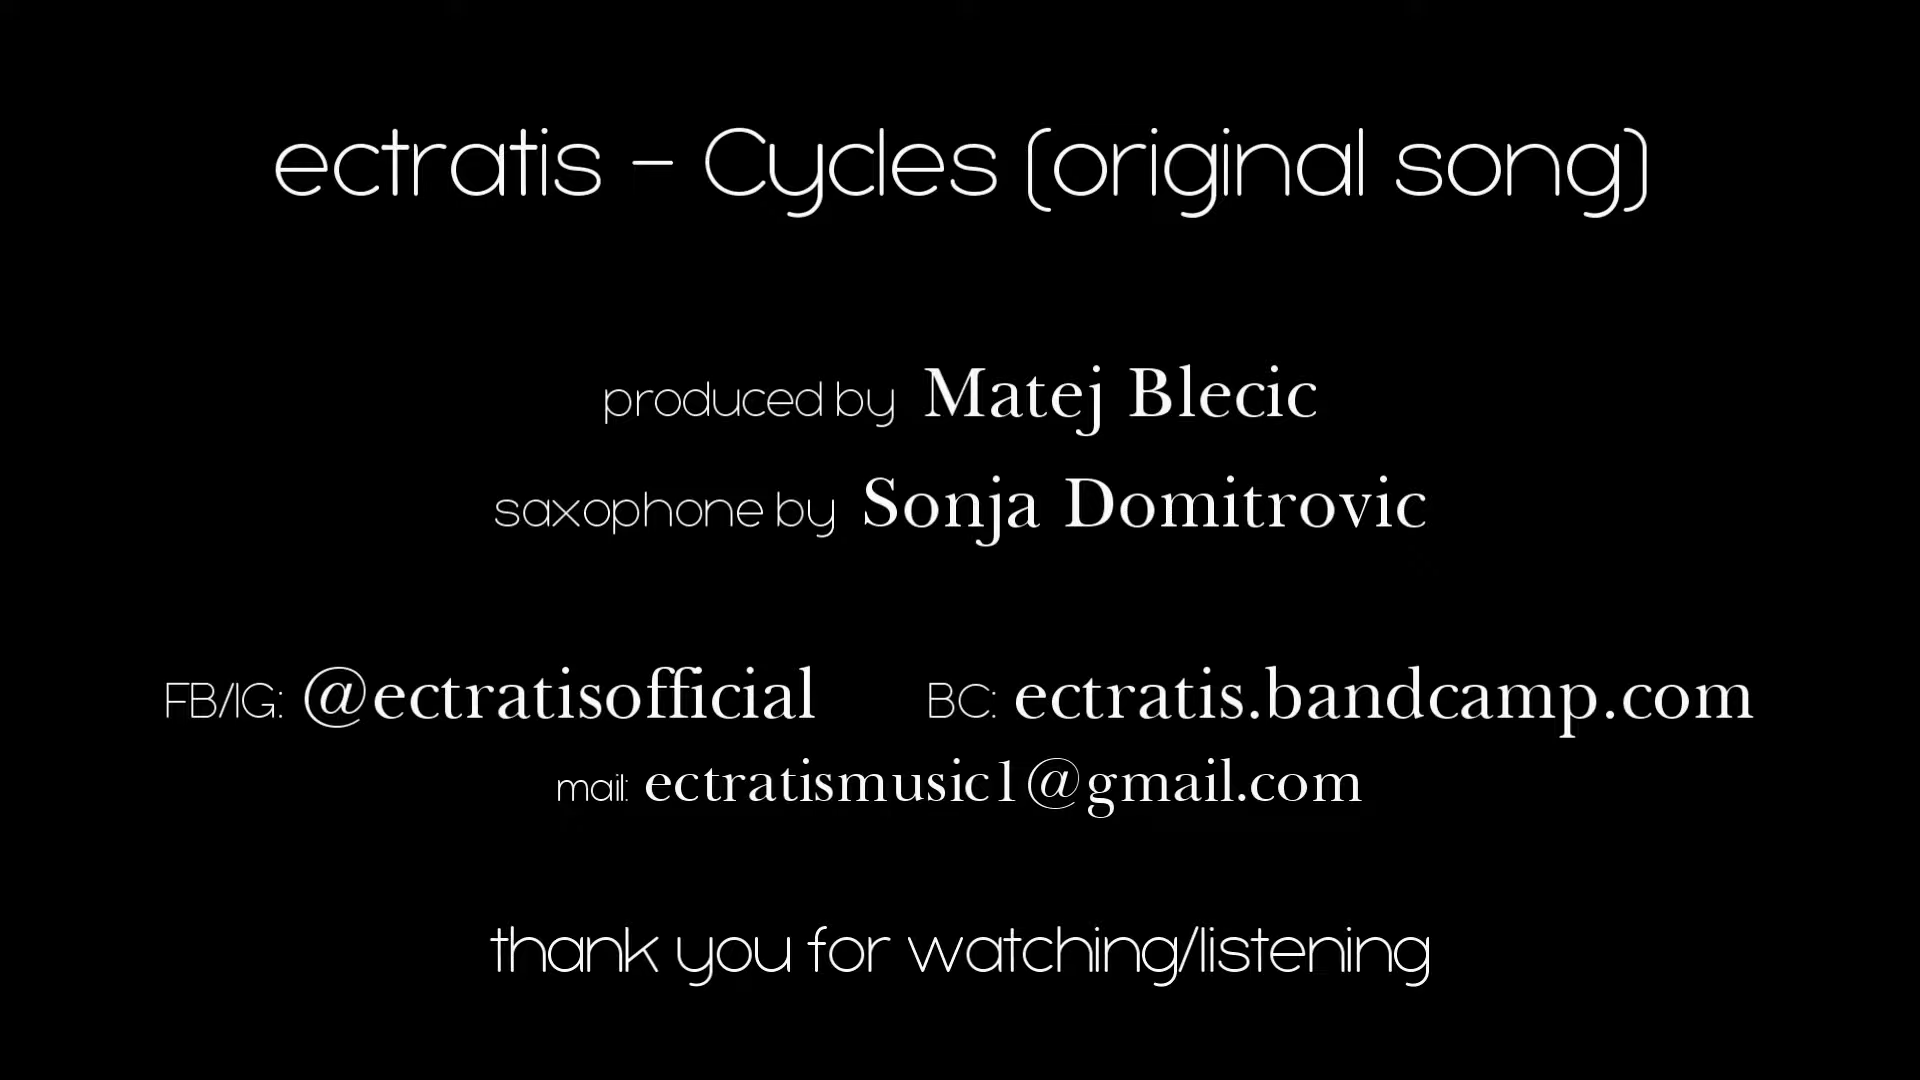 ectratis - Cycles (original song)
produced by Matej Blecic
saxophone by Sonja Domitrovic
FB/IG: @ectratisofficial BC: ectratis.bandcamp.com
mail: ectratismusic1@gmail.com
thank you for watching/listening